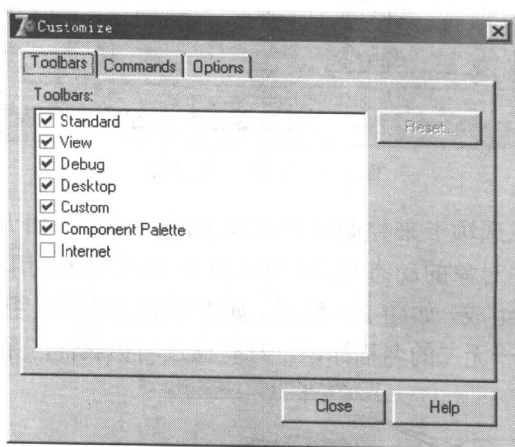 Customize
Toolbars Commands Options
Toolbars:
Standard
View
Debug
Desktop
Custom
Component Palette
Internet
Reset...
Close Help